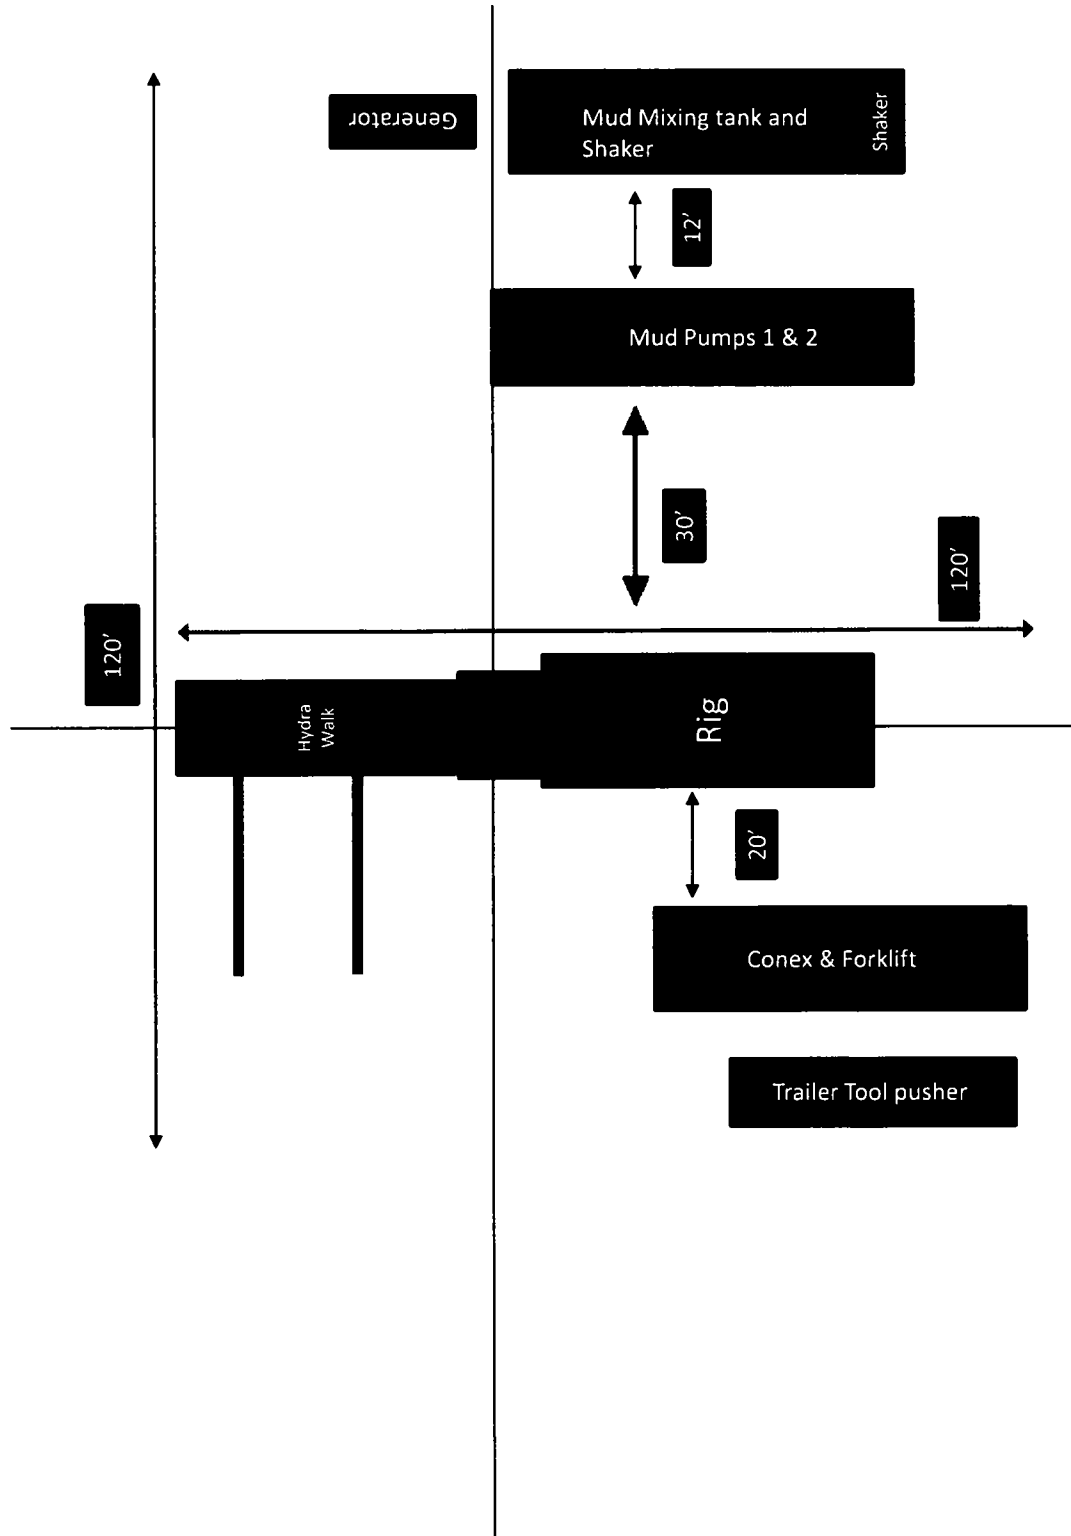 Generator
Mud Mixing tank and
Shaker
Shaker
12'
Mud Pumps 1 & 2
30'
120'
120'
Hydra
Walk
Rig
20'
Conex & Forklift
Trailer Tool pusher